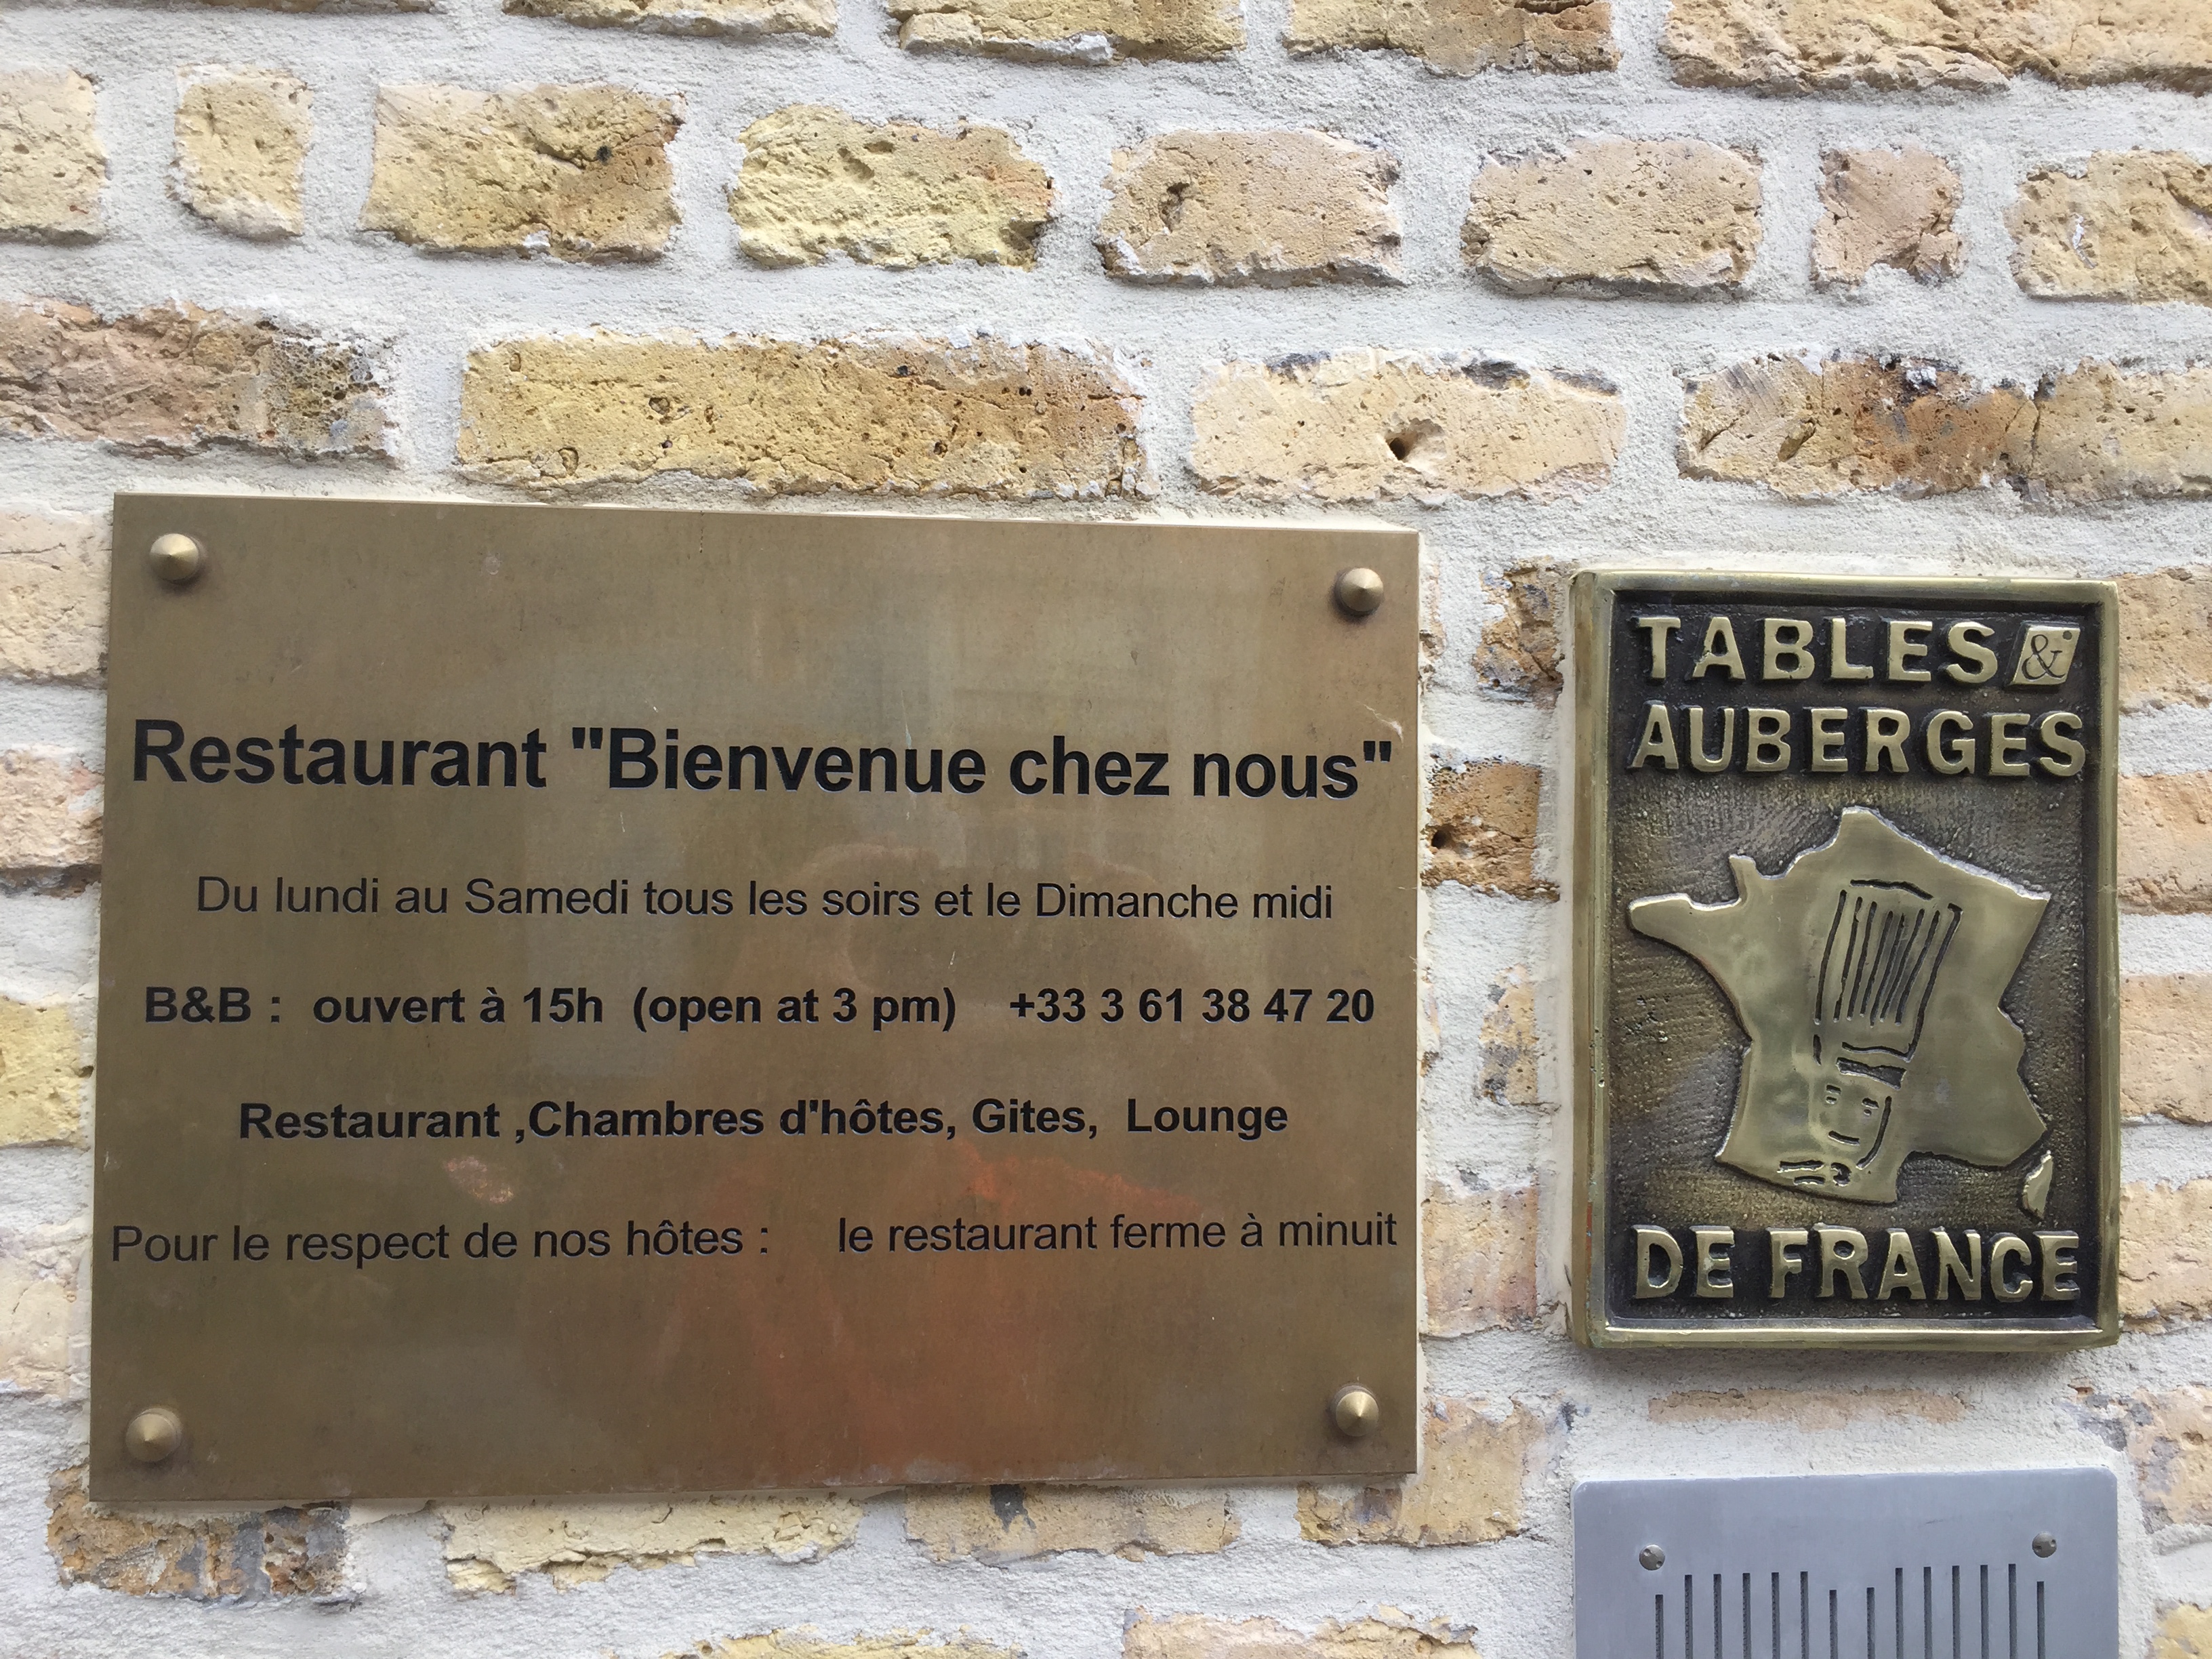 Restaurant "Bienvenue chez nous"
Du lundi au Samedi tous les soirs et le Dimanche midi
B&B : ouvert à 15h (open at 3 pm) +33 3 61 38 47 20
Restaurant ,Chambres d'hôtes, Gites, Lounge
Pour le respect de nos hôtes : le restaurant ferme à minuit
TABLES &
AUBERGES
DE FRANCE